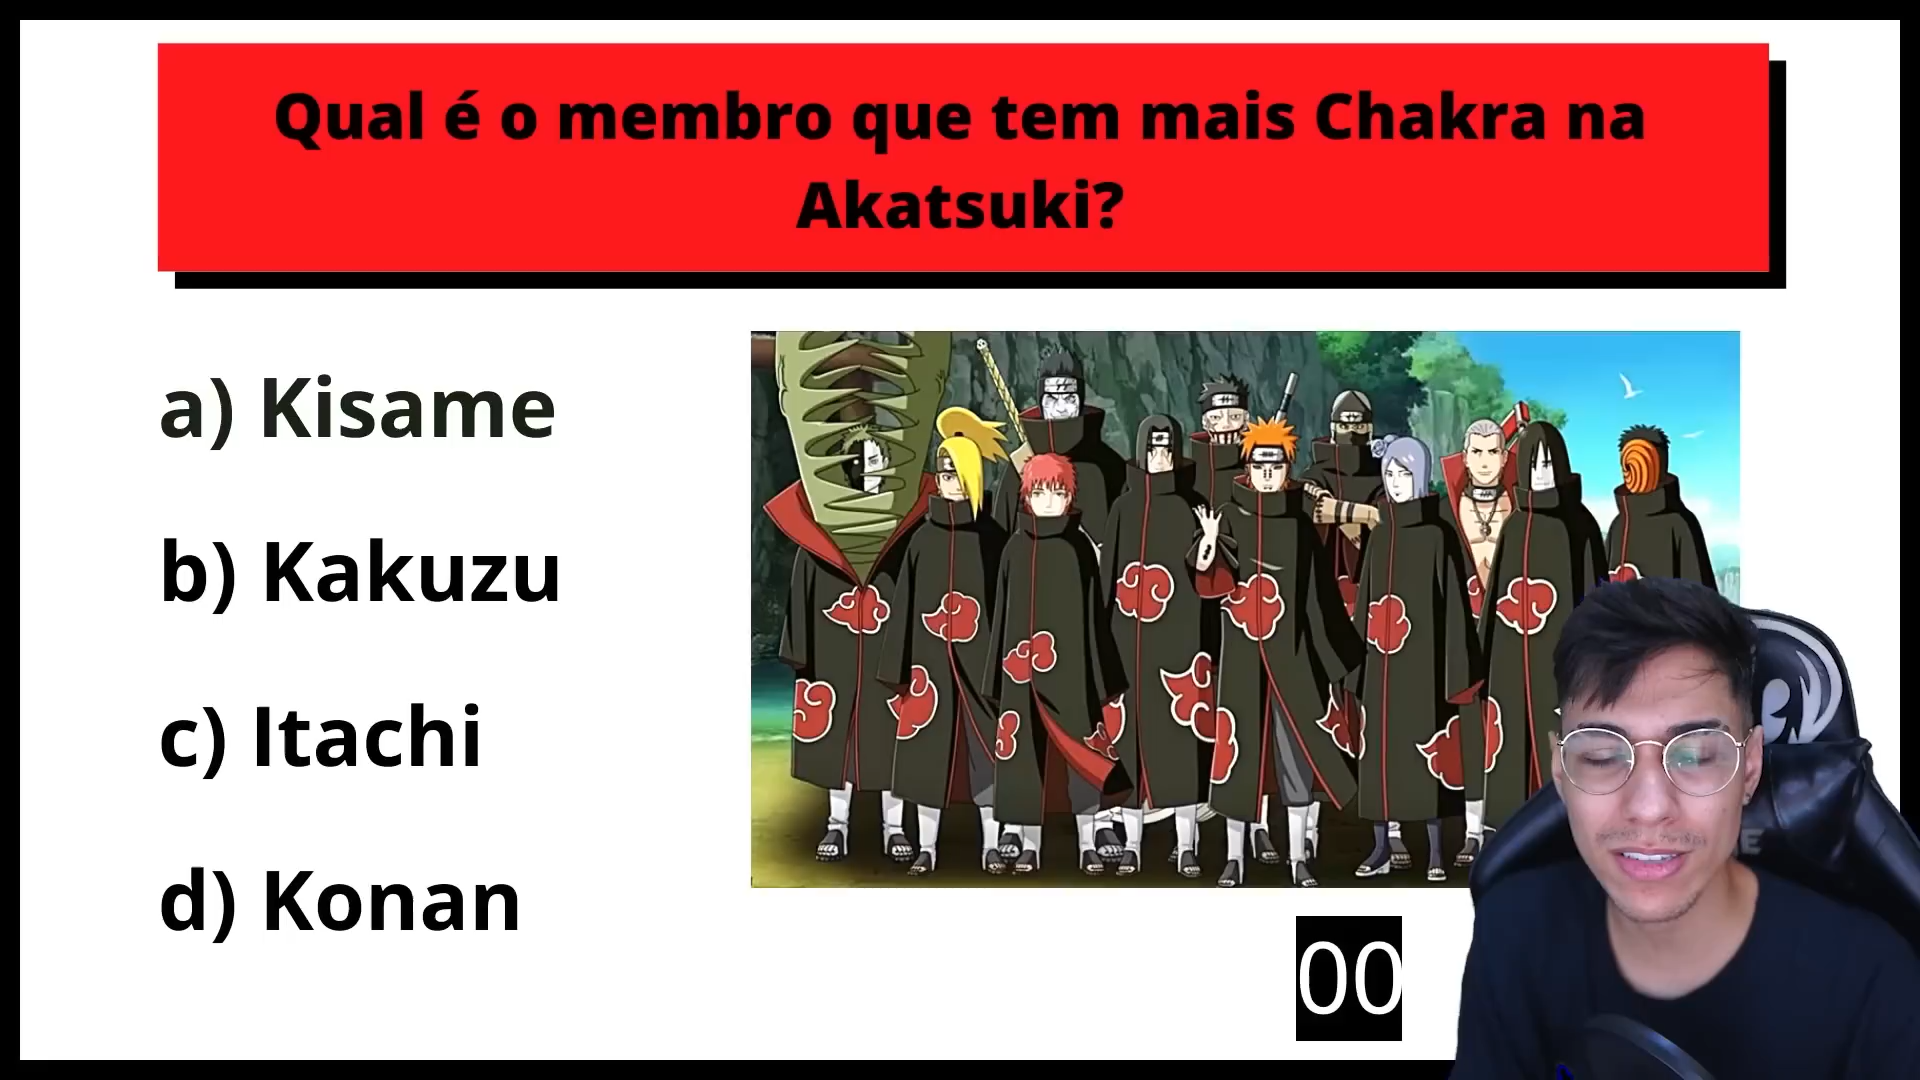 Qual é o membro que tem mais Chakra na
Akatsuki?
a) Kisame
b) Kakuzu
c) Itachi
d) Konan
00